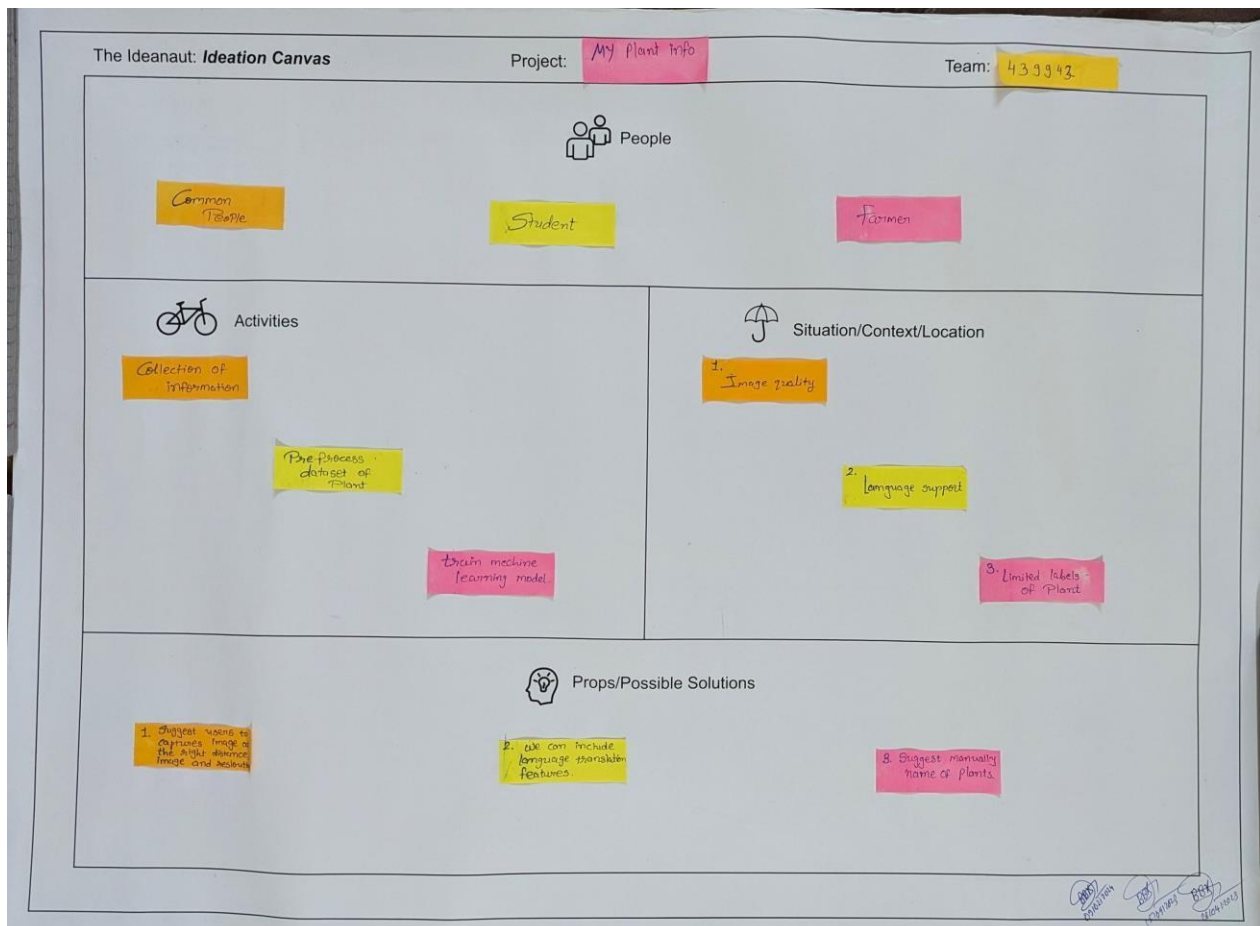 The Ideanaut: Ideation Canvas
Project:
My Plant info
Team:
439942
People
Common
People
Student
Farmer
Activities
Situation/Context/Location
Collection of
information
1.
Image quality
Pre-Process
dataset of
Plant
2.
Language support
train mechine
learning model
3. Limited labels
of Plant
Props/Possible Solutions
1. Suggest users to
captures image
the right distence
image and
2. we can include
language translation
features.
3. Suggest manually
name of plants